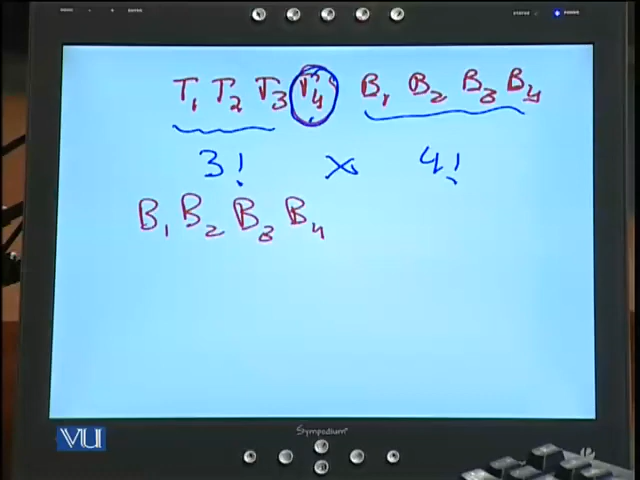 T₁ T₂ T₃ T₄ B₁ B₂ B₃ B₄
3! × 4!
B₁ B₂ B₃ B₄
Sympodium
VU